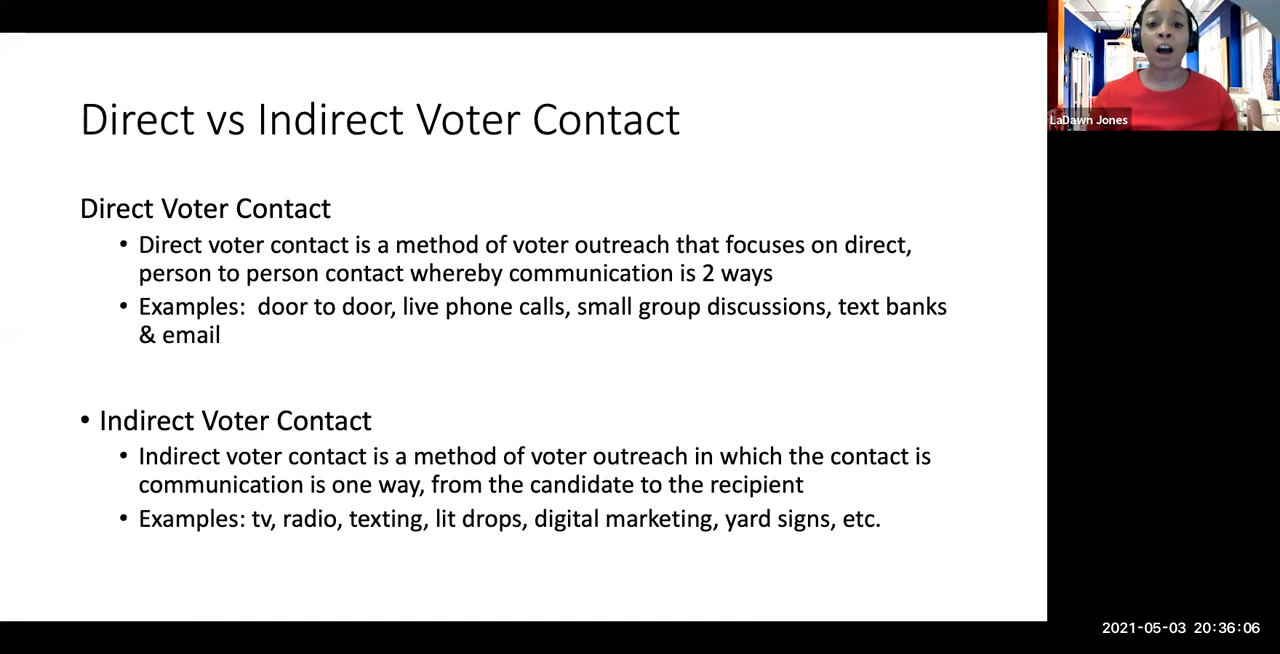 Direct vs Indirect Voter Contact
LaDawn Jones
Direct Voter Contact
• Direct voter contact is a method of voter outreach that focuses on direct,
person to person contact whereby communication is 2 ways
• Examples:  door to door, live phone calls, small group discussions, text banks
& email
• Indirect Voter Contact
• Indirect voter contact is a method of voter outreach in which the contact is
communication is one way, from the candidate to the recipient
• Examples: tv, radio, texting, lit drops, digital marketing, yard signs, etc.
2021-05-03 20:36:06